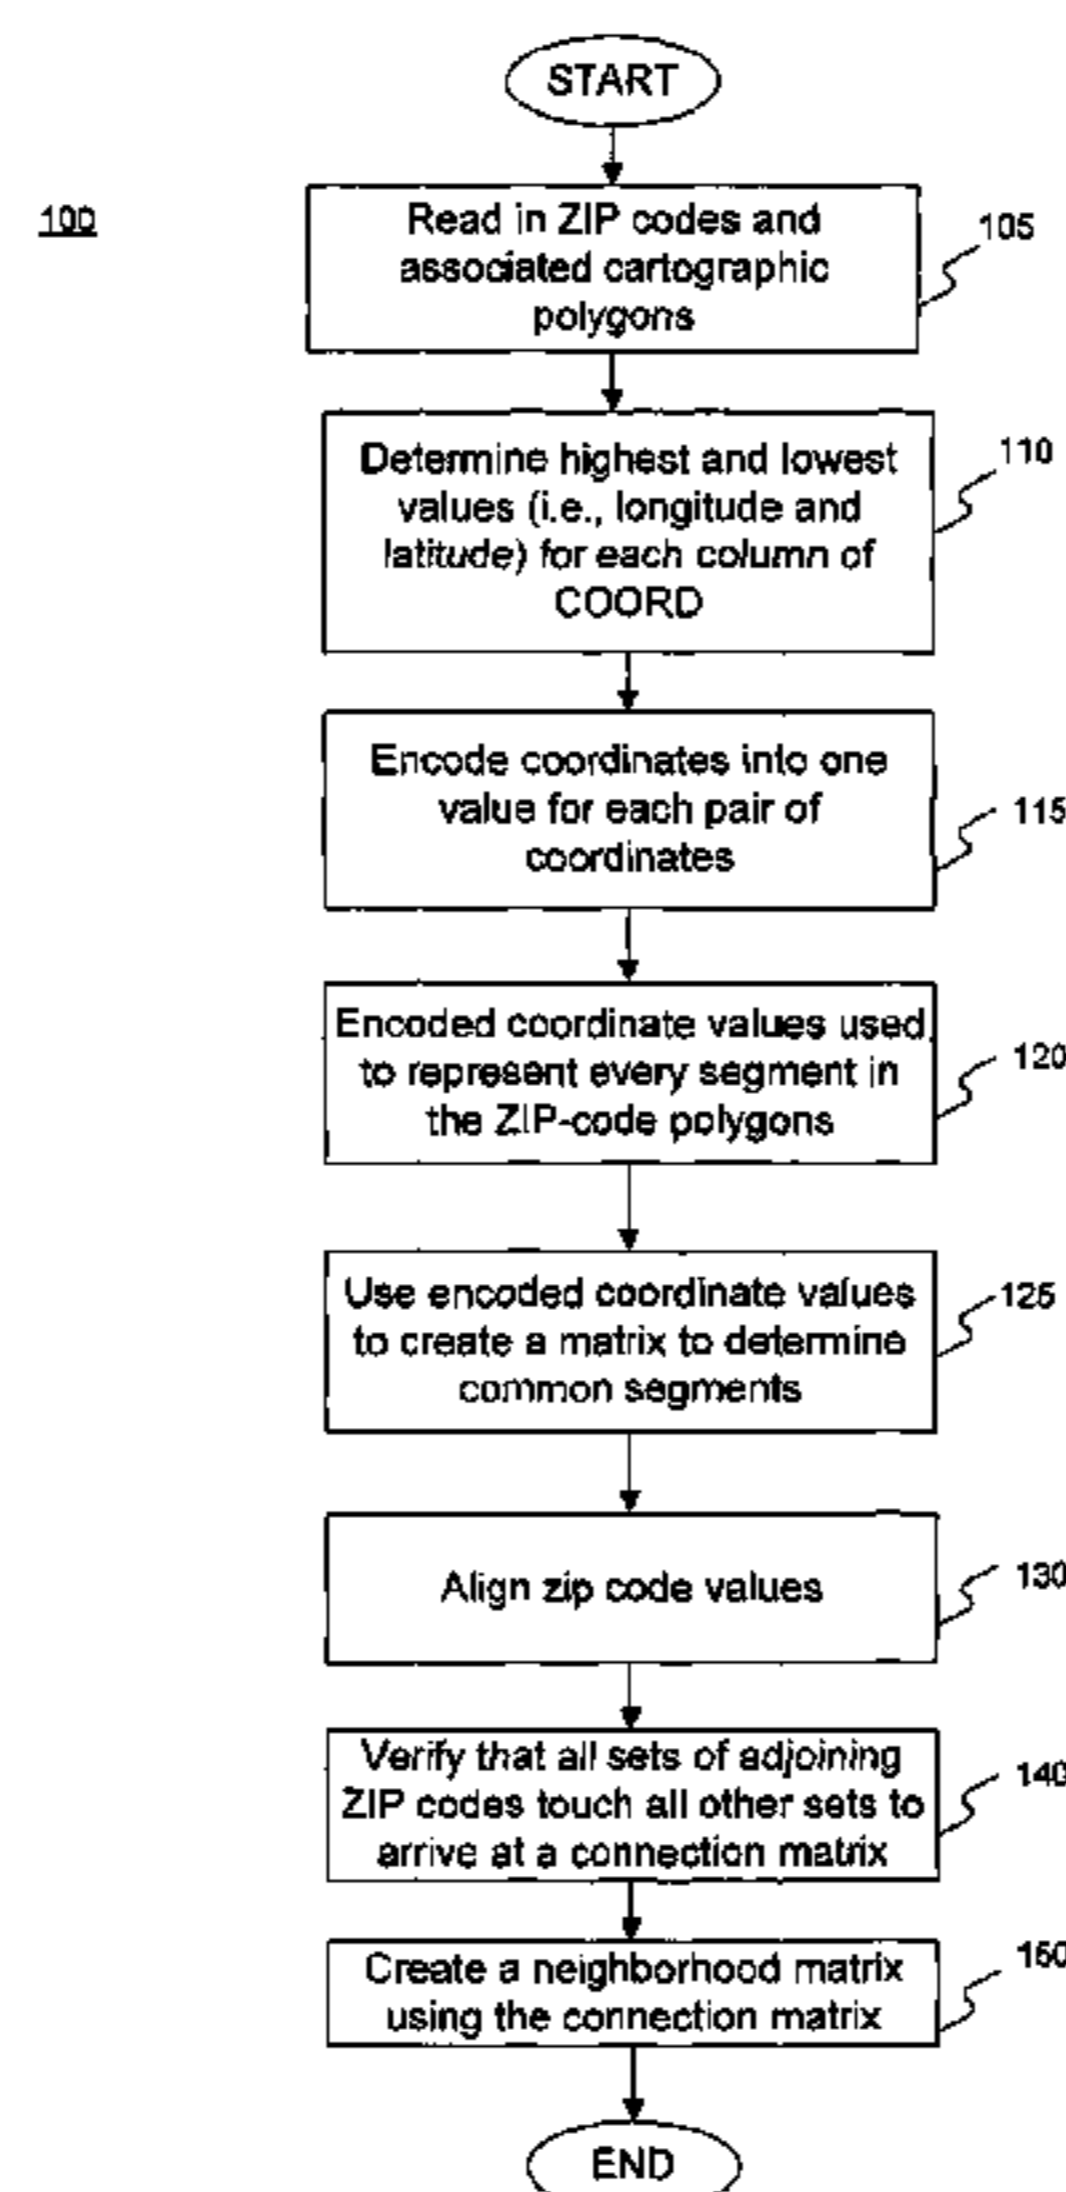 START
100
Read in ZIP codes and
associated cartographic
polygons
105
Determine highest and lowest
values (i.e., longitude and
latitude) for each column of
COORD
110
Encode coordinates into one
value for each pair of
coordinates
115
Encoded coordinate values used
to represent every segment in
the ZIP-code polygons
120
Use encoded coordinate values
to create a matrix to determine
common segments
125
Align zip code values
130
Verify that all sets of adjoining
ZIP codes touch all other sets to
arrive at a connection matrix
140
Create a neighborhood matrix
using the connection matrix
150
END